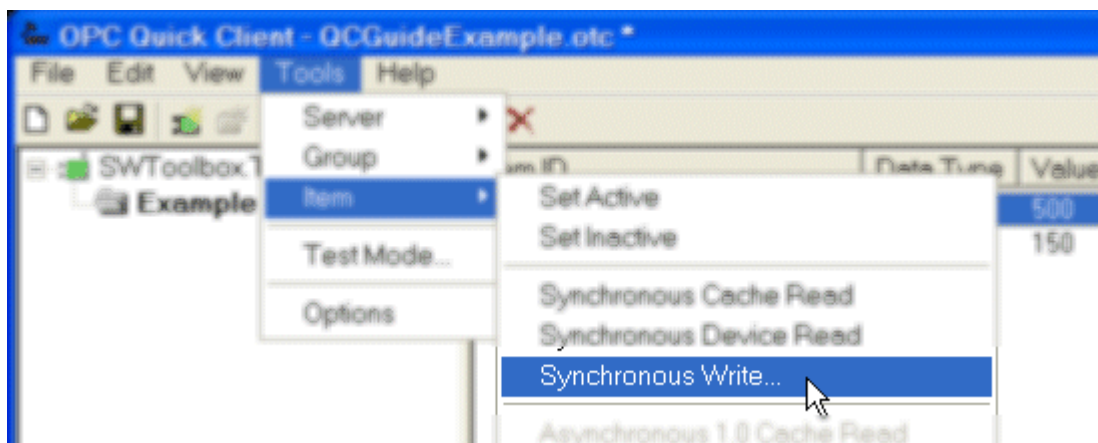 OPC Quick Client - QCGuideExample.otc *
File Edit View Tools Help
Server
Group
Item
Test Mode...
Options
SWToolbox.T
Example
em ID Data Type Value
500
150
Set Active
Set Inactive
Synchronous Cache Read
Synchronous Device Read
Synchronous Write...
Asynchronous 1.0 Cache Read